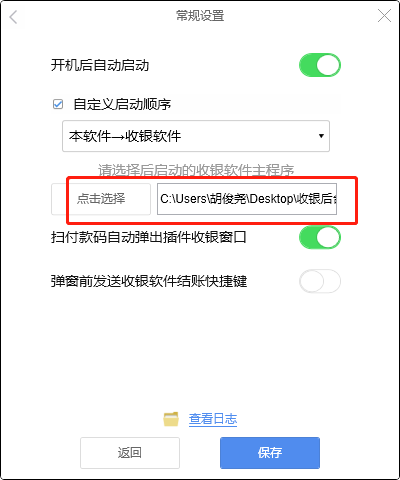 常规设置
开机后自动启动
自定义启动顺序
本软件→收银软件
请选择后启动的收银软件主程序
点击选择
C:\Users\胡俊尧\Desktop\收银后
扫付款码自动弹出插件收银窗口
弹窗前发送收银软件结账快捷键
查看日志
返回
保存